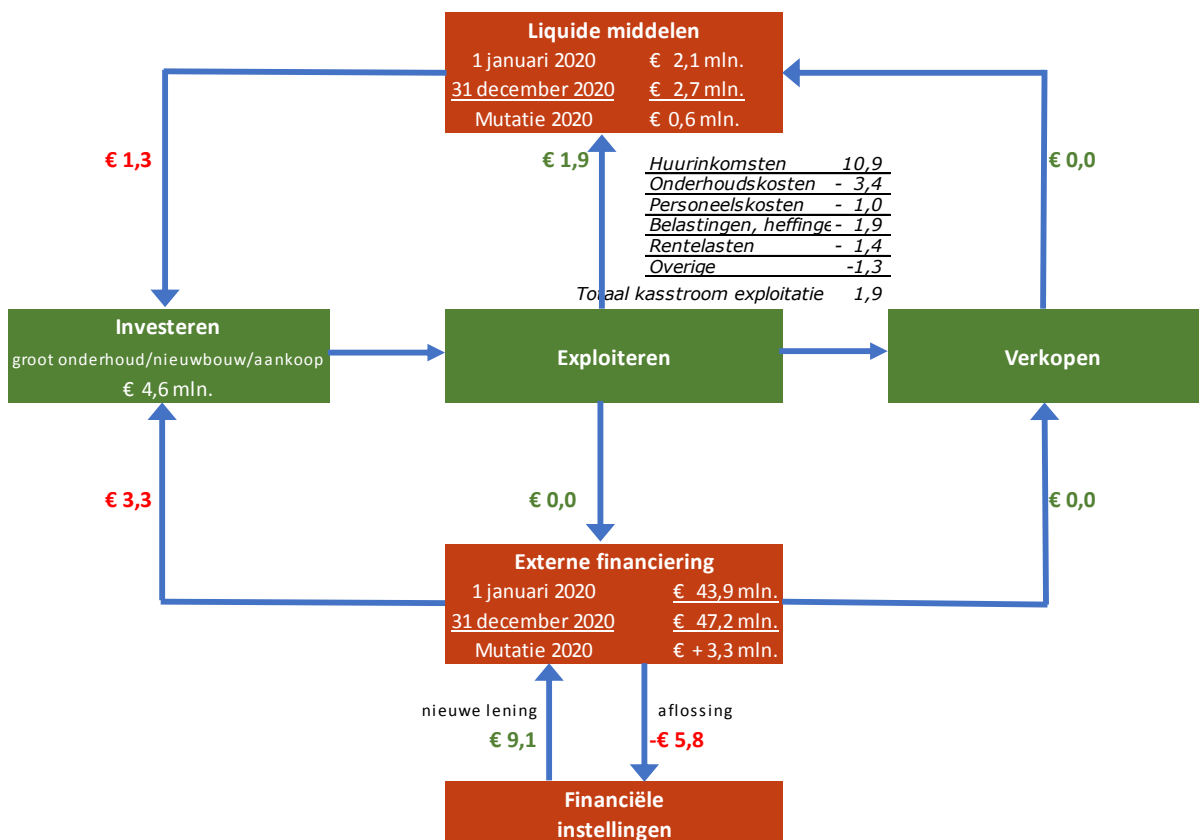 Liquide middelen
1 januari 2020 € 2,1 mln.
31 december 2020 € 2,7 mln.
Mutatie 2020 € 0,6 mln.
€ 1,3
€ 1,9
€ 0,0
Huurinkomsten 10,9
Onderhoudskosten - 3,4
Personeelskosten - 1,0
Belastingen, heffinge - 1,9
Rentelasten - 1,4
Overige -1,3
Totaal kasstroom exploitatie 1,9
Investeren
groot onderhoud/nieuwbouw/aankoop
€ 4,6 mln.
Exploiteren
Verkopen
€ 3,3
€ 0,0
€ 0,0
Externe financiering
1 januari 2020 € 43,9 mln.
31 december 2020 € 47,2 mln.
Mutatie 2020 € + 3,3 mln.
nieuwe lening
€ 9,1
aflossing
-€ 5,8
Financiële
instellingen